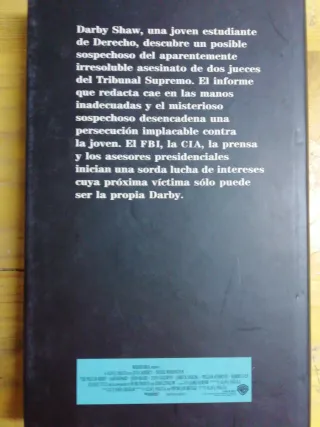 Darby Shaw, una joven estudiante
de Derecho, descubre un posible
sospechoso del aparentemente
irresoluble asesinato de dos jueces
del Tribunal Supremo. El informe
que redacta cae en las manos
inadecuadas y el misterioso
sospechoso desencadena una
persecución implacable contra
la joven. El FBI, la CIA, la prensa
y los asesores presidenciales
inician una sorda lucha de intereses
cuya próxima víctima sólo puede
ser la propia Darby.